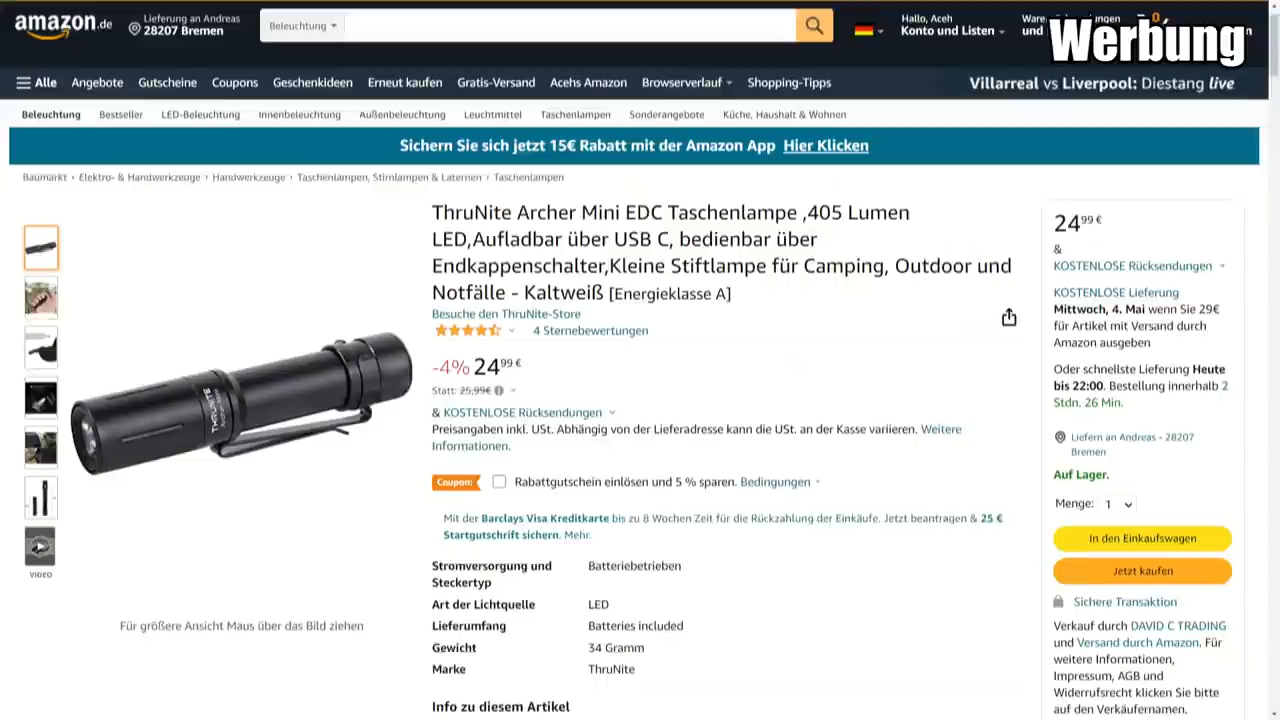 amazon.de
Lieferung an Andreas
28207 Bremen
Beleuchtung
Hallo, Aceh
Konto und Listen
0
Werbung
Alle Angebote Gutscheine Coupons Geschenkideen Erneut kaufen Gratis-Versand Acehs Amazon Browserverlauf Shopping-Tipps
Villarreal vs Liverpool: Diestang live
Beleuchtung Bestseller LED-Beleuchtung Innenbeleuchtung Außenbeleuchtung Leuchtmittel Taschenlampen Sonderangebote Küche, Haushalt & Wohnen
Sichern Sie sich jetzt 15€ Rabatt mit der Amazon App Hier Klicken
Baumarkt › Elektro- & Handwerkzeuge › Handwerkzeuge › Taschenlampen, Stirnlampen & Laternen › Taschenlampen
THRUNITE
VIDEO
Für größere Ansicht Maus über das Bild ziehen
ThruNite Archer Mini EDC Taschenlampe ,405 Lumen
LED,Aufladbar über USB C, bedienbar über
Endkappenschalter,Kleine Stiftlampe für Camping, Outdoor und
Notfälle - Kaltweiß [Energieklasse A]
Besuche den ThruNite-Store
4 Sternebewertungen
-4% 24 99 €
Statt: 25,99€
& KOSTENLOSE Rücksendungen
Preisangaben inkl. USt. Abhängig von der Lieferadresse kann die USt. an der Kasse variieren. Weitere
Informationen.
Coupon: Rabattgutschein einlösen und 5 % sparen. Bedingungen
Mit der Barclays Visa Kreditkarte bis zu 8 Wochen Zeit für die Rückzahlung der Einkäufe. Jetzt beantragen & 25 €
Startgutschrift sichern. Mehr.
Stromversorgung und Batteriebetrieben
Steckertyp
Art der Lichtquelle LED
Lieferumfang Batteries included
Gewicht 34 Gramm
Marke ThruNite
Info zu diesem Artikel
24 99 €
&
KOSTENLOSE Rücksendungen
KOSTENLOSE Lieferung
Mittwoch, 4. Mai wenn Sie 29€
für Artikel mit Versand durch
Amazon ausgeben
Oder schnellste Lieferung Heute
bis 22:00. Bestellung innerhalb 2
Stdn. 26 Min.
Liefern an Andreas - 28207
Bremen
Auf Lager.
Menge: 1
In den Einkaufswagen
Jetzt kaufen
Sichere Transaktion
Verkauf durch DAVID C TRADING
und Versand durch Amazon. Für
weitere Informationen,
Impressum, AGB und
Widerrufsrecht klicken Sie bitte
auf den Verkäufernamen.